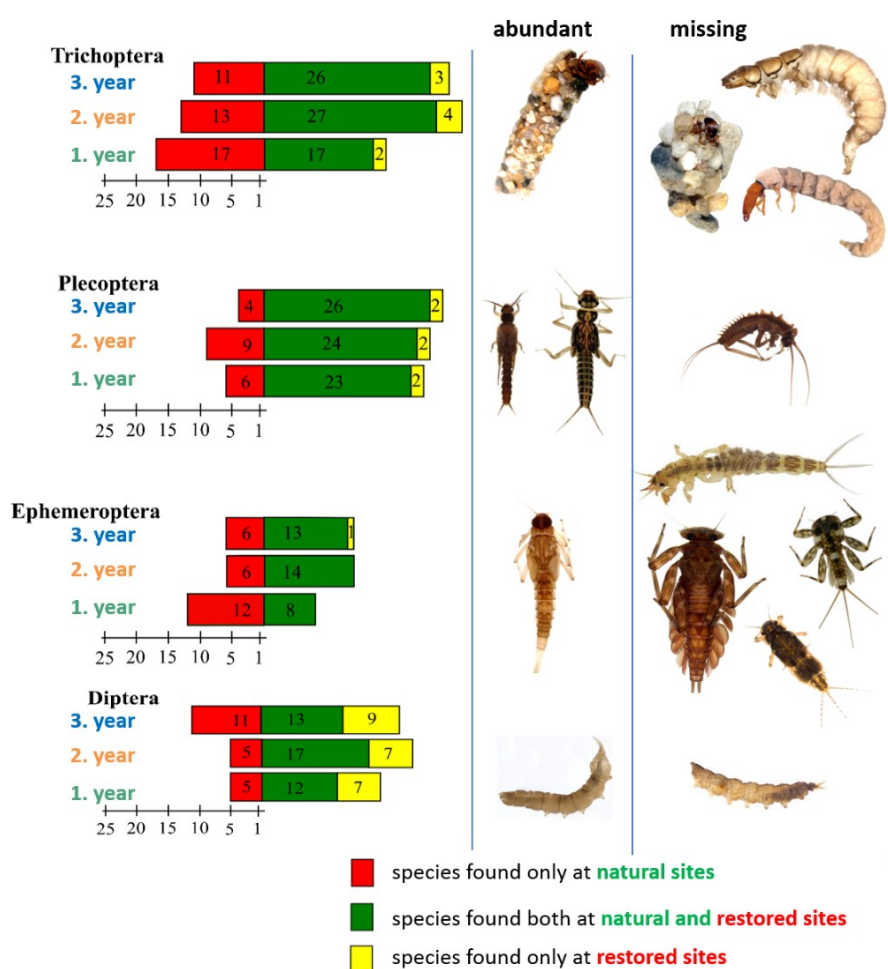 abundant missing
Trichoptera
3. year 11 26 3
2. year 13 27 4
1. year 17 17 2
25 20 15 10 5 1
Plecoptera
3. year 4 26 2
2. year 9 24 2
1. year 6 23 2
25 20 15 10 5 1
Ephemeroptera
3. year 6 13 1
2. year 6 14
1. year 12 8
25 20 15 10 5 1
Diptera
3. year 11 13 9
2. year 5 17 7
1. year 5 12 7
25 20 15 10 5 1
species found only at natural sites
species found both at natural and restored sites
species found only at restored sites